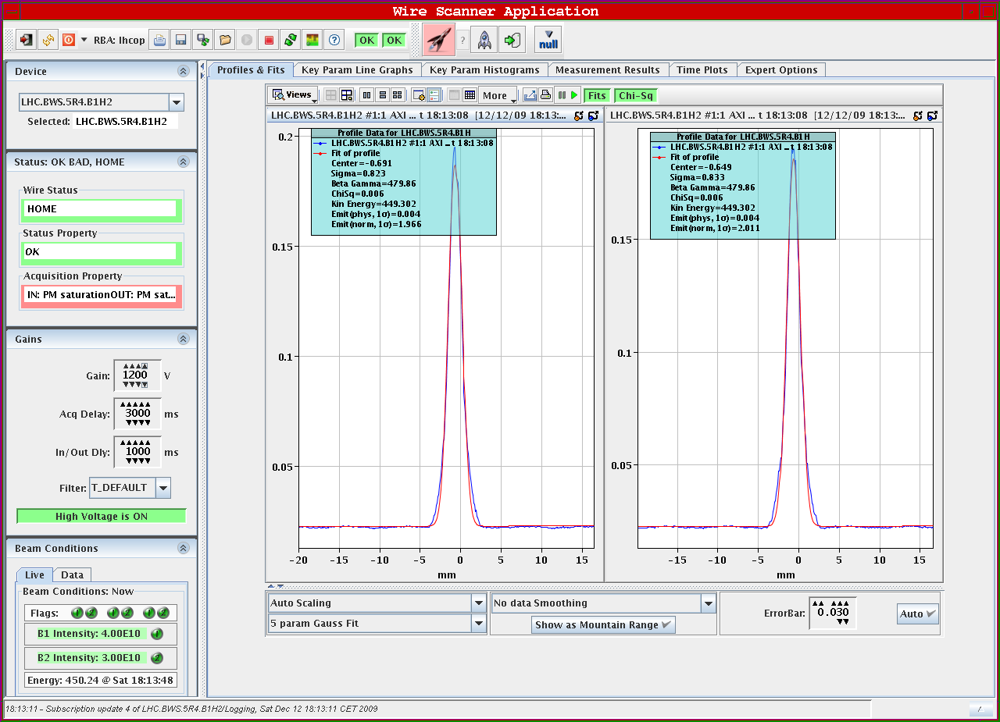 Wire Scanner Application
RBA: lhcop
OK OK
? null
Device
LHC.BWS.5R4.B1H2
Selected: LHC.BWS.5R4.B1H2
Status: OK BAD, HOME
Wire Status
HOME
Status Property
OK
Acquisition Property
IN: PM saturationOUT: PM sat...
Gains
Gain: 1200 V
Acq Delay: 3000 ms
In/Out Dly: 1000 ms
Filter: T_DEFAULT
High Voltage is ON
Beam Conditions
Live Data
Beam Conditions: Now
Flags: 1 2 1 2 1 2
B1 Intensity: 4.00E10 1
B2 Intensity: 3.00E10 2
Energy: 450.24 @ Sat 18:13:48
Profiles & Fits Key Param Line Graphs Key Param Histograms Measurement Results Time Plots Expert Options
Views More Fits Chi-Sq
LHC.BWS.5R4.B1H2 #1:1 AXI ... t 18:13:08 [12/12/09 18:13:...
Profile Data for LHC.BWS.5R4.B1H
LHC.BWS.5R4.B1H2 #1:1 AXI ...t 18:13:08
Fit of profile
Center=-0.691
Sigma=0.823
Beta Gamma=479.86
ChiSq=0.006
Kin Energy=449.302
Emit(phys, 1σ)=0.004
Emit(norm, 1σ)=1.966
0.2
0.15
0.1
0.05
-20 -15 -10 -5 0 5 10 15
mm
LHC.BWS.5R4.B1H2 #1:1 AXI ... t 18:13:08 [12/12/09 18:13:...
Profile Data for LHC.BWS.5R4.B1H
LHC.BWS.5R4.B1H2 #1:1 AXI ...t 18:13:08
Fit of profile
Center=-0.649
Sigma=0.833
Beta Gamma=479.86
ChiSq=0.006
Kin Energy=449.302
Emit(phys, 1σ)=0.004
Emit(norm, 1σ)=2.011
0.15
0.1
0.05
-15 -10 -5 0 5 10 15
mm
Auto Scaling
5 param Gauss Fit
No data Smoothing
Show as Mountain Range
ErrorBar: 0.030
Auto
18:13:11 - Subscription update 4 of LHC.BWS.5R4.B1H2/Logging, Sat Dec 12 18:13:11 CET 2009